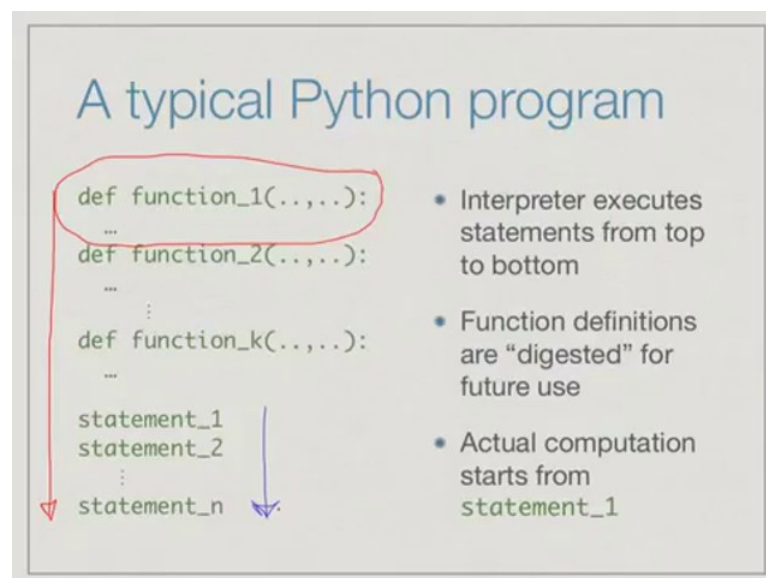 A typical Python program
def function_1(..,..):
…
def function_2(..,..):
…
⋮
def function_k(..,..):
…
statement_1
statement_2
⋮
statement_n
• Interpreter executes
statements from top
to bottom
• Function definitions
are “digested” for
future use
• Actual computation
starts from
statement_1